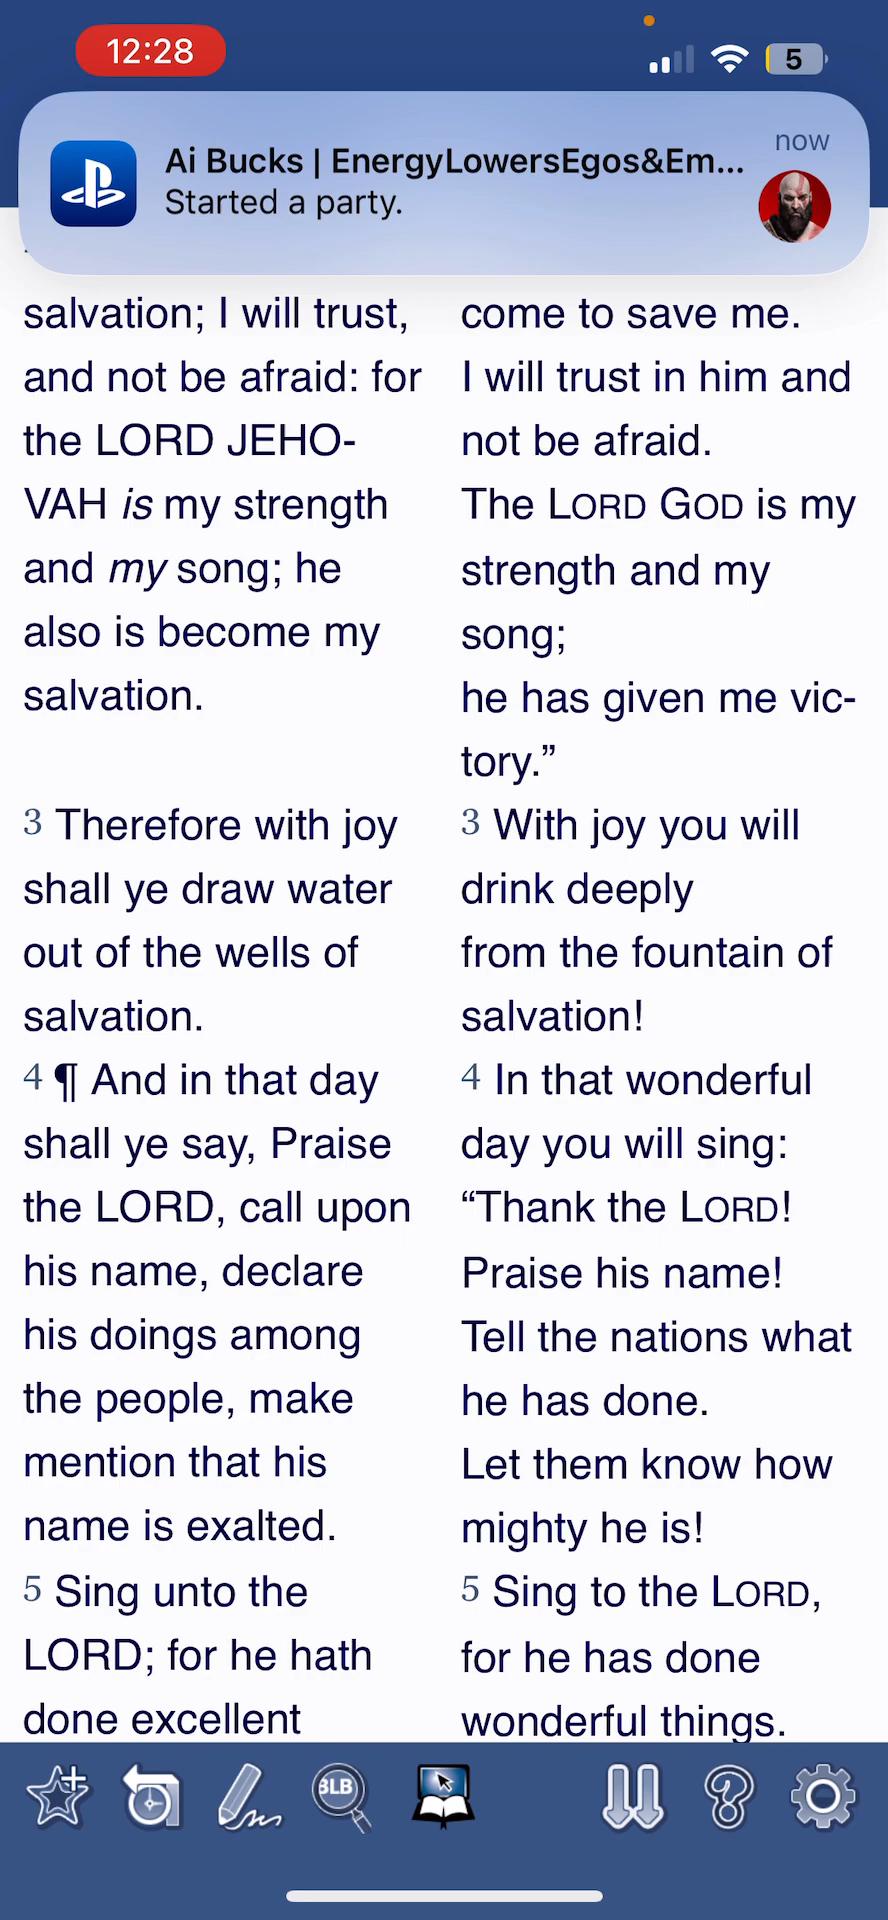 12:28
5
Ai Bucks | EnergyLowersEgos&Em...
now
Started a party.
salvation; I will trust,
and not be afraid: for
the LORD JEHO-
VAH is my strength
and my song; he
also is become my
salvation.
3 Therefore with joy
shall ye draw water
out of the wells of
salvation.
4 ¶ And in that day
shall ye say, Praise
the LORD, call upon
his name, declare
his doings among
the people, make
mention that his
name is exalted.
5 Sing unto the
LORD; for he hath
done excellent
come to save me.
I will trust in him and
not be afraid.
The LORD GOD is my
strength and my
song;
he has given me vic-
tory.”
3 With joy you will
drink deeply
from the fountain of
salvation!
4 In that wonderful
day you will sing:
“Thank the LORD!
Praise his name!
Tell the nations what
he has done.
Let them know how
mighty he is!
5 Sing to the LORD,
for he has done
wonderful things.
BLB